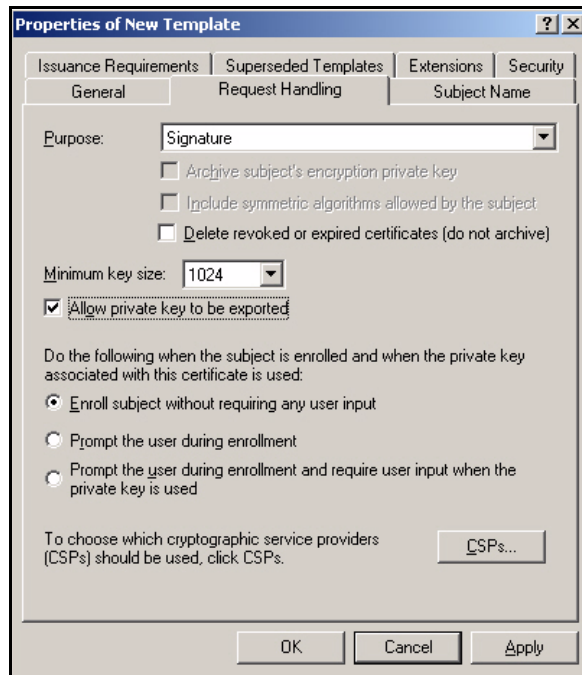 Properties of New Template
Issuance Requirements Superseded Templates Extensions Security
General Request Handling Subject Name
Purpose: Signature
Archive subject's encryption private key
Include symmetric algorithms allowed by the subject
Delete revoked or expired certificates (do not archive)
Minimum key size: 1024
Allow private key to be exported
Do the following when the subject is enrolled and when the private key
associated with this certificate is used:
Enroll subject without requiring any user input
Prompt the user during enrollment
Prompt the user during enrollment and require user input when the
private key is used
To choose which cryptographic service providers
(CSPs) should be used, click CSPs.
CSPs...
OK Cancel Apply